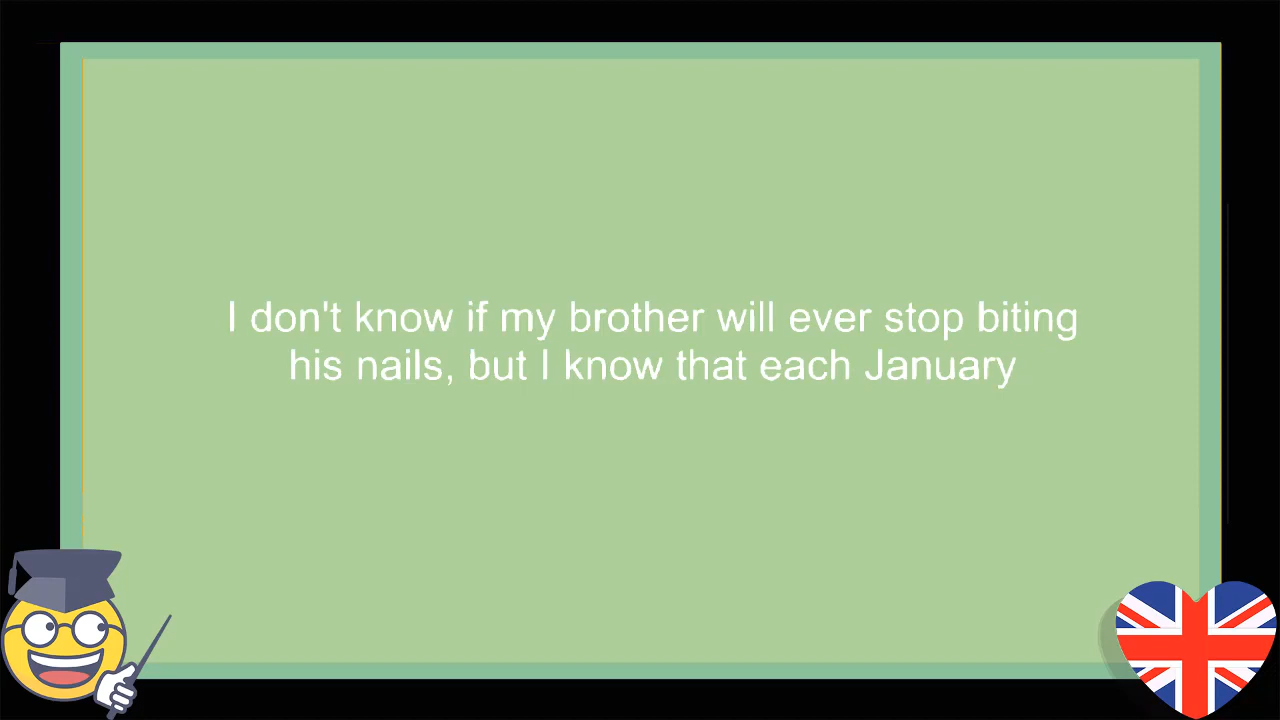 I don't know if my brother will ever stop biting
his nails, but I know that each January